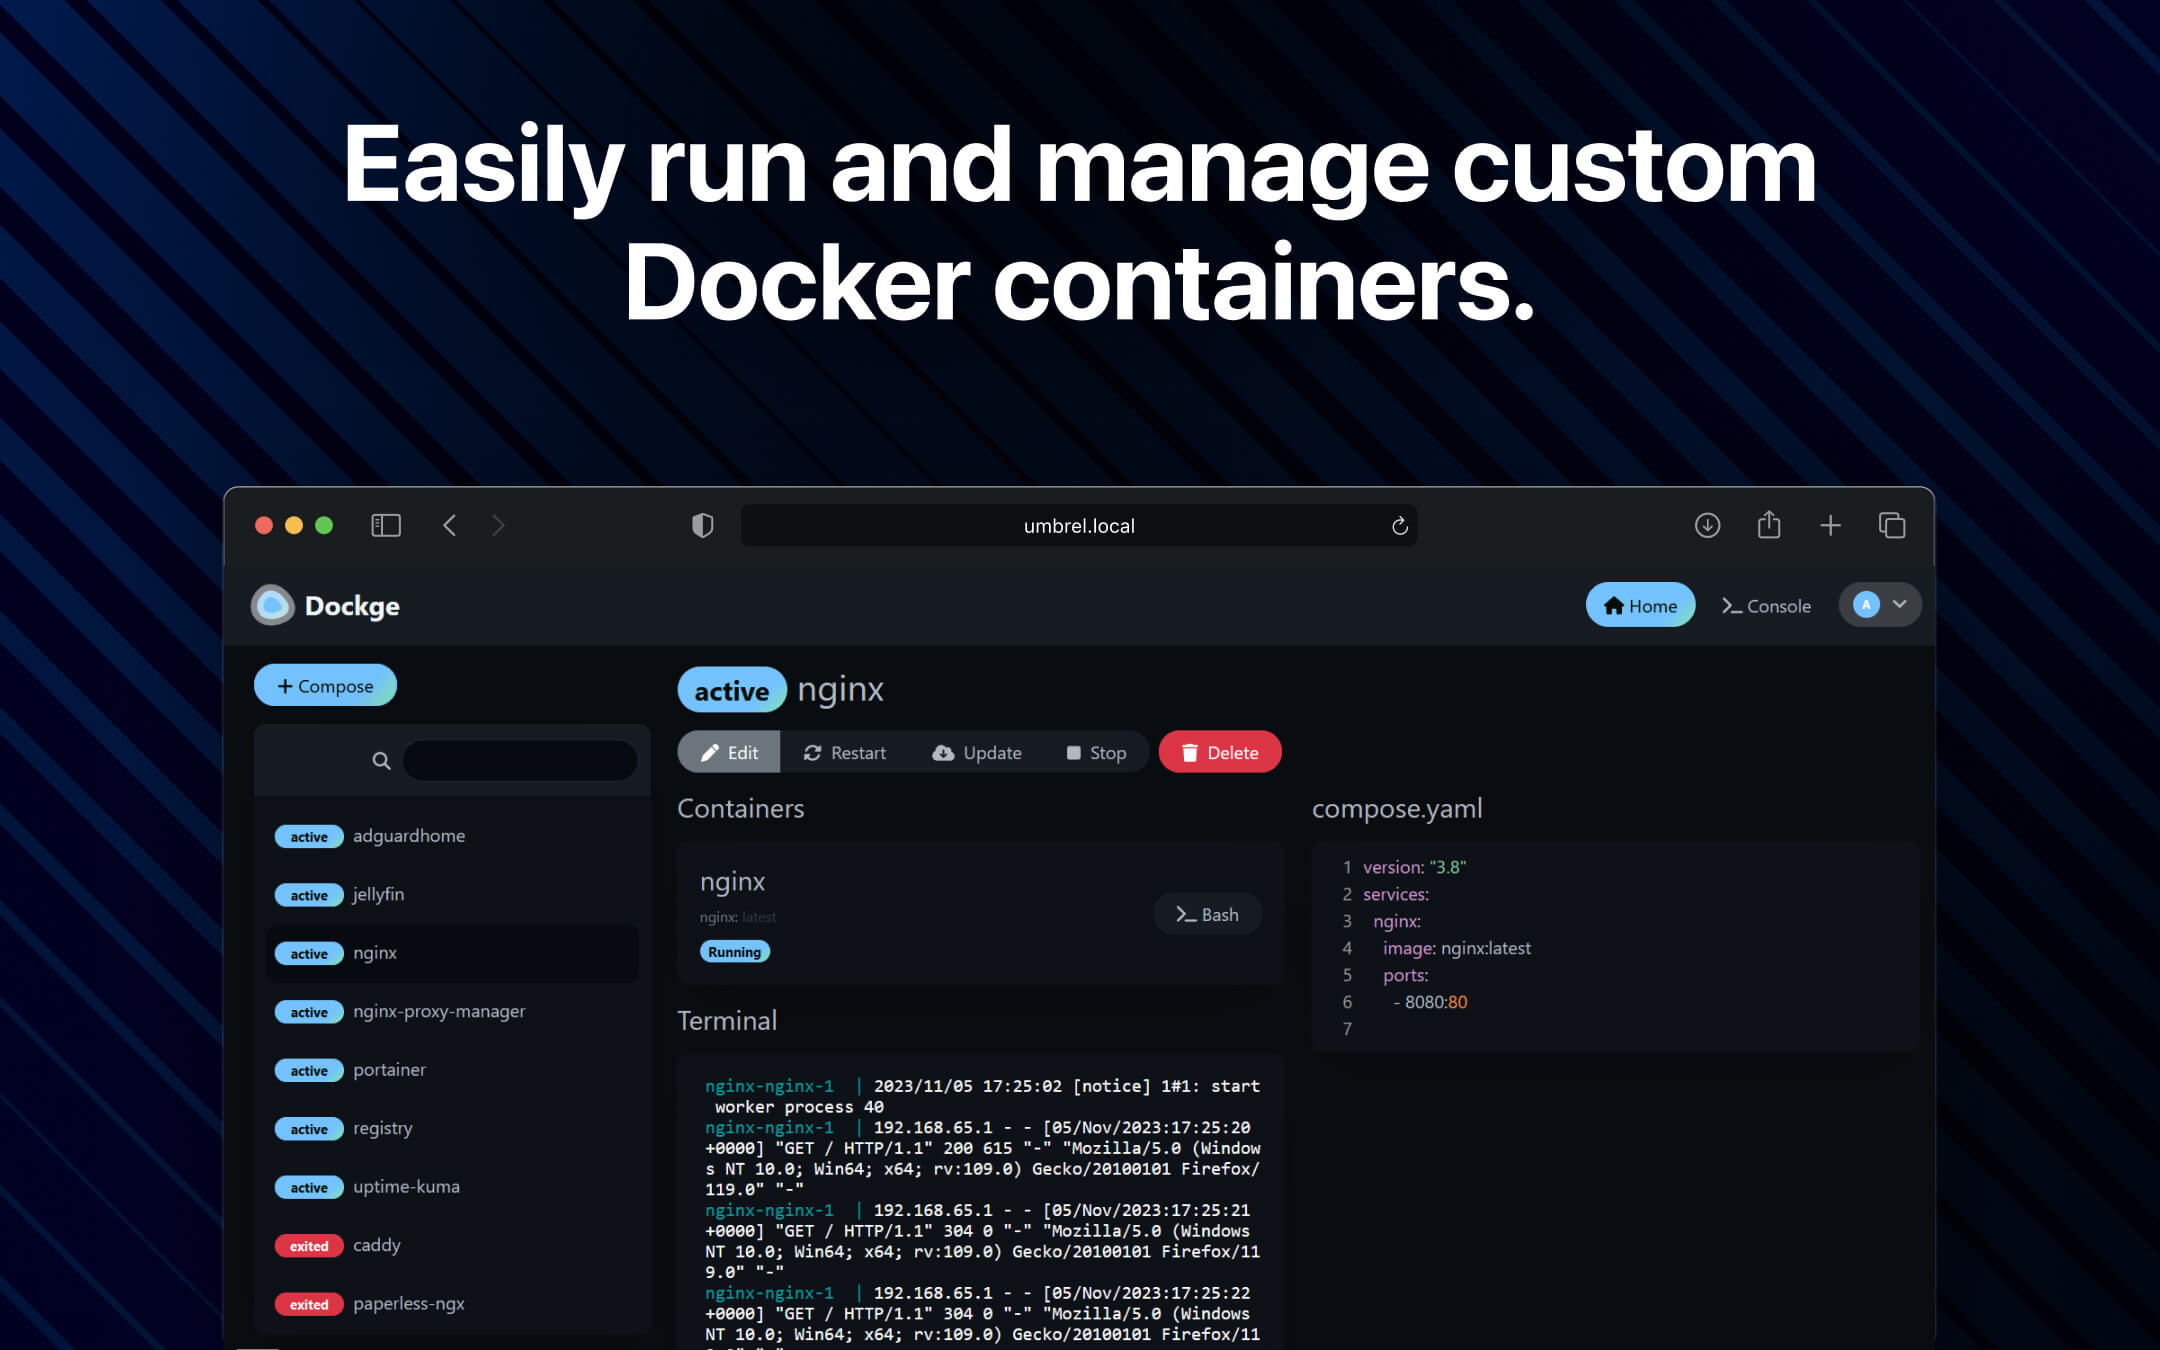 Easily run and manage custom
Docker containers.
umbrel.local
Dockge
Home
Console
A
+ Compose
active nginx
Edit
Restart
Update
Stop
Delete
active adguardhome
active jellyfin
active nginx
active nginx-proxy-manager
active portainer
active registry
active uptime-kuma
exited caddy
exited paperless-ngx
Containers
nginx
nginx: latest
Running
>_ Bash
Terminal
nginx-nginx-1  | 2023/11/05 17:25:02 [notice] 1#1: start
worker process 40
nginx-nginx-1  | 192.168.65.1 - - [05/Nov/2023:17:25:20
+0000] "GET / HTTP/1.1" 200 615 "-" "Mozilla/5.0 (Window
s NT 10.0; Win64; x64; rv:109.0) Gecko/20100101 Firefox/
119.0" "-"
nginx-nginx-1  | 192.168.65.1 - - [05/Nov/2023:17:25:21
+0000] "GET / HTTP/1.1" 304 0 "-" "Mozilla/5.0 (Windows
NT 10.0; Win64; x64; rv:109.0) Gecko/20100101 Firefox/11
9.0" "-"
nginx-nginx-1  | 192.168.65.1 - - [05/Nov/2023:17:25:22
+0000] "GET / HTTP/1.1" 304 0 "-" "Mozilla/5.0 (Windows
NT 10.0; Win64; x64; rv:109.0) Gecko/20100101 Firefox/11
compose.yaml
1 version: "3.8"
2 services:
3 nginx:
4 image: nginx:latest
5 ports:
6 - 8080:80
7